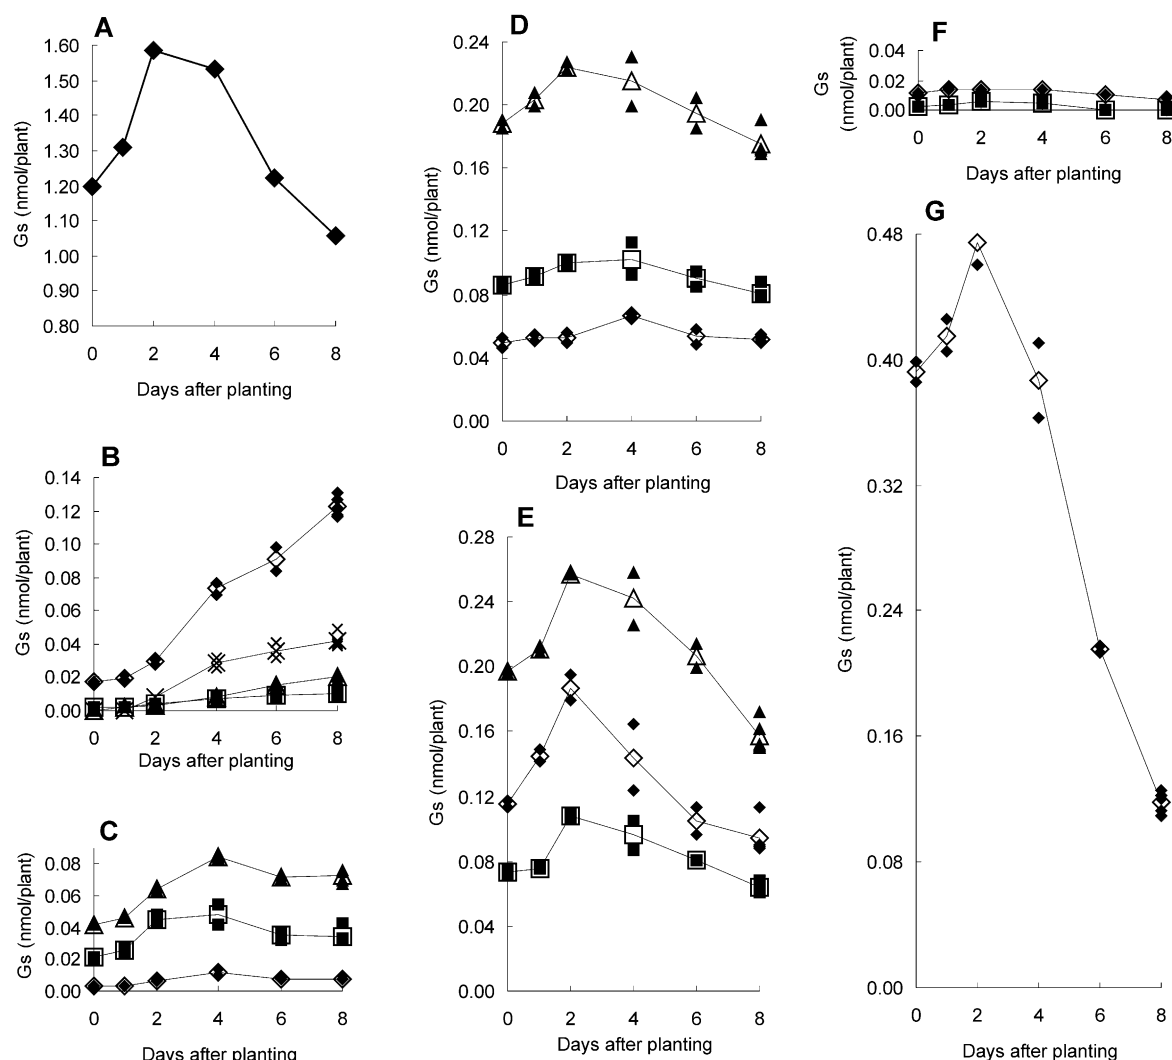 A
1.60
1.50
1.40
1.30
1.20
1.10
1.00
0.90
0.80
Gs (nmol/plant)
0 2 4 6 8
Days after planting
B
0.14
0.12
0.10
0.08
0.06
0.04
0.02
0.00
Gs (nmol/plant)
0 2 4 6 8
Days after planting
C
0.08
0.06
0.04
0.02
0.00
Gs (nmol/plant)
0 2 4 6 8
Days after planting
D
0.24
0.20
0.16
0.12
0.08
0.04
0.00
Gs (nmol/plant)
0 2 4 6 8
Days after planting
E
0.28
0.24
0.20
0.16
0.12
0.08
0.04
0.00
Gs (nmol/plant)
0 2 4 6 8
Days after planting
F
0.04
0.02
0.00
Gs
(nmol/plant)
0 2 4 6 8
Days after planting
G
0.48
0.40
0.32
0.24
0.16
0.08
0.00
Gs (nmol/plant)
0 2 4 6 8
Days after planting